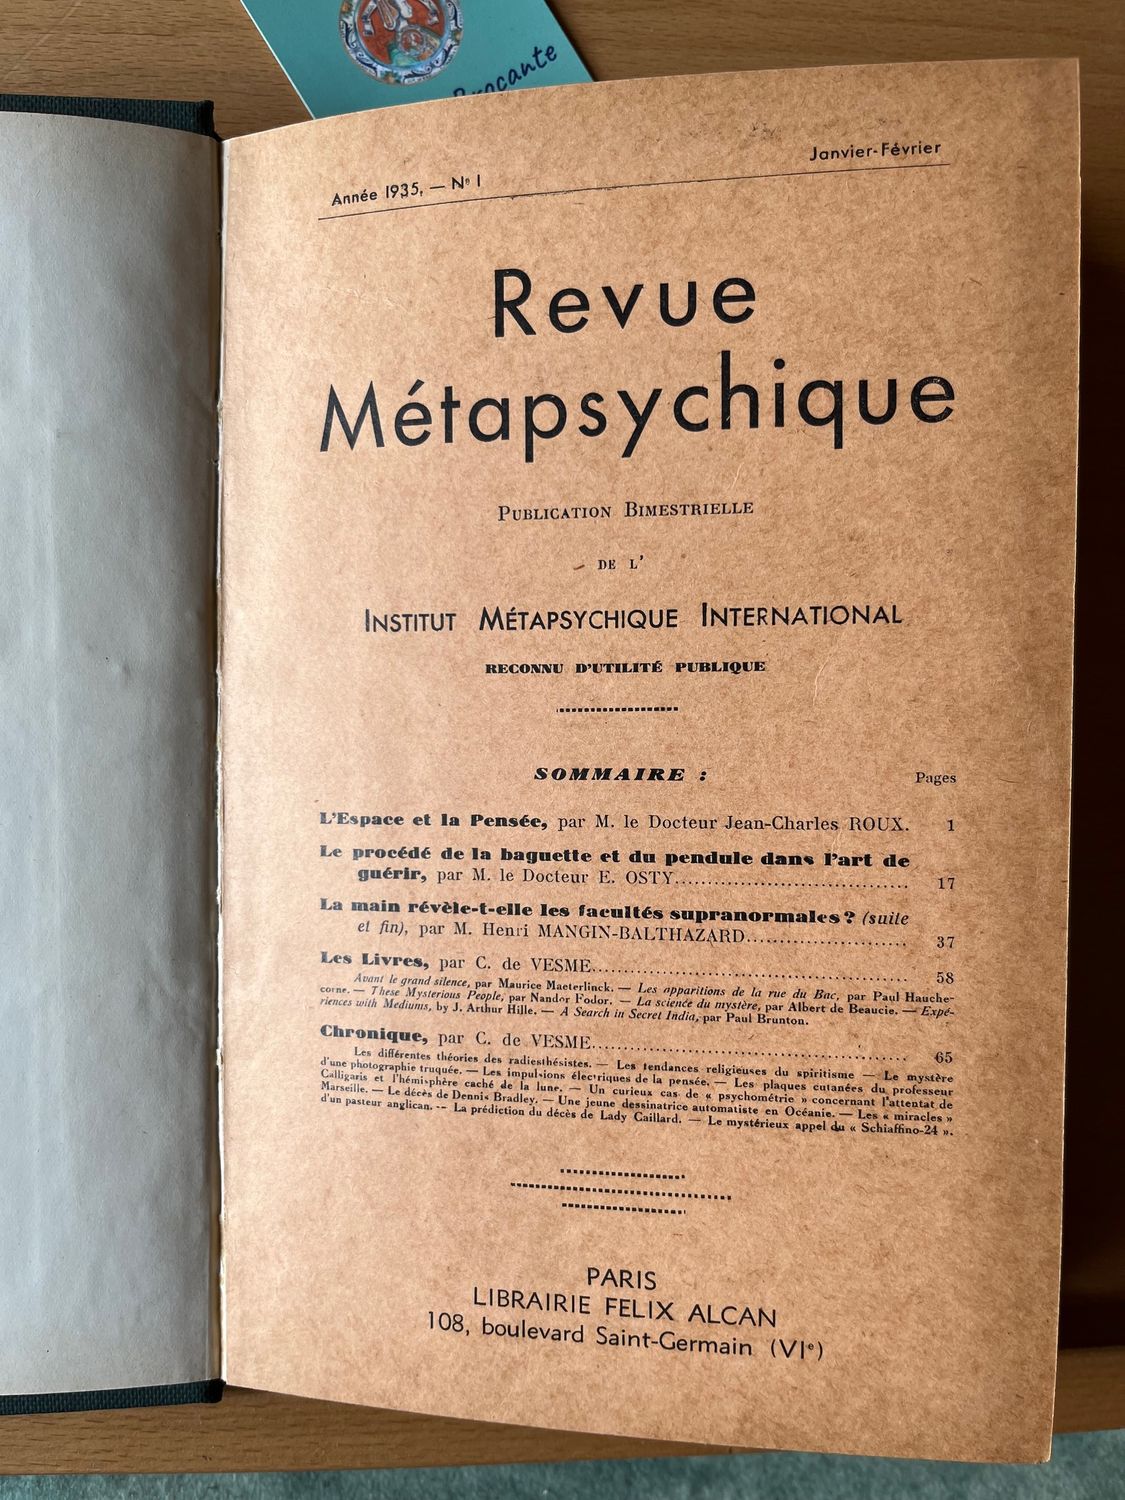 Brocante
Année 1935, — N° 1
Janvier-Février
Revue
Métapsychique
PUBLICATION BIMESTRIELLE
DE L'
INSTITUT MÉTAPSYCHIQUE INTERNATIONAL
RECONNU D'UTILITÉ PUBLIQUE
SOMMAIRE :
Pages
L'Espace et la Pensée, par M. le Docteur Jean-Charles ROUX. 1
Le procédé de la baguette et du pendule dans l'art de
guérir, par M. le Docteur E. OSTY................................... 17
La main révèle-t-elle les facultés supranormales ? (suite
et fin), par M. Henri MANGIN-BALTHAZARD........................ 37
Les Livres, par C. de VESME................................................ 58
Avant le grand silence, par Maurice Maeterlinck. — Les apparitions de la rue du Bac, par Paul Hauche-
corne. — These Mysterious People, par Nandor Fodor. — La science du mystère, par Albert de Beaucie. — Expé-
riences with Mediums, by J. Arthur Hille. — A Search in Secret India, par Paul Brunton.
Chronique, par C. de VESME................................................ 65
Les différentes théories des radiesthésistes. — Les tendances religieuses du spiritisme — Le mystère
d'une photographie truquée. — Les impulsions électriques de la pensée. — Les plaques cutanées du professeur
Calligaris et l'hémisphère caché de la lune. — Un curieux cas de « psychométrie » concernant l'attentat de
Marseille. — Le décès de Dennis Bradley. — Une jeune dessinatrice automatiste en Océanie. — Les « miracles »
d'un pasteur anglican. -- La prédiction du décès de Lady Caillard. — Le mystérieux appel du « Schiaffino-24 ».
PARIS
LIBRAIRIE FELIX ALCAN
108, boulevard Saint-Germain (VIe)